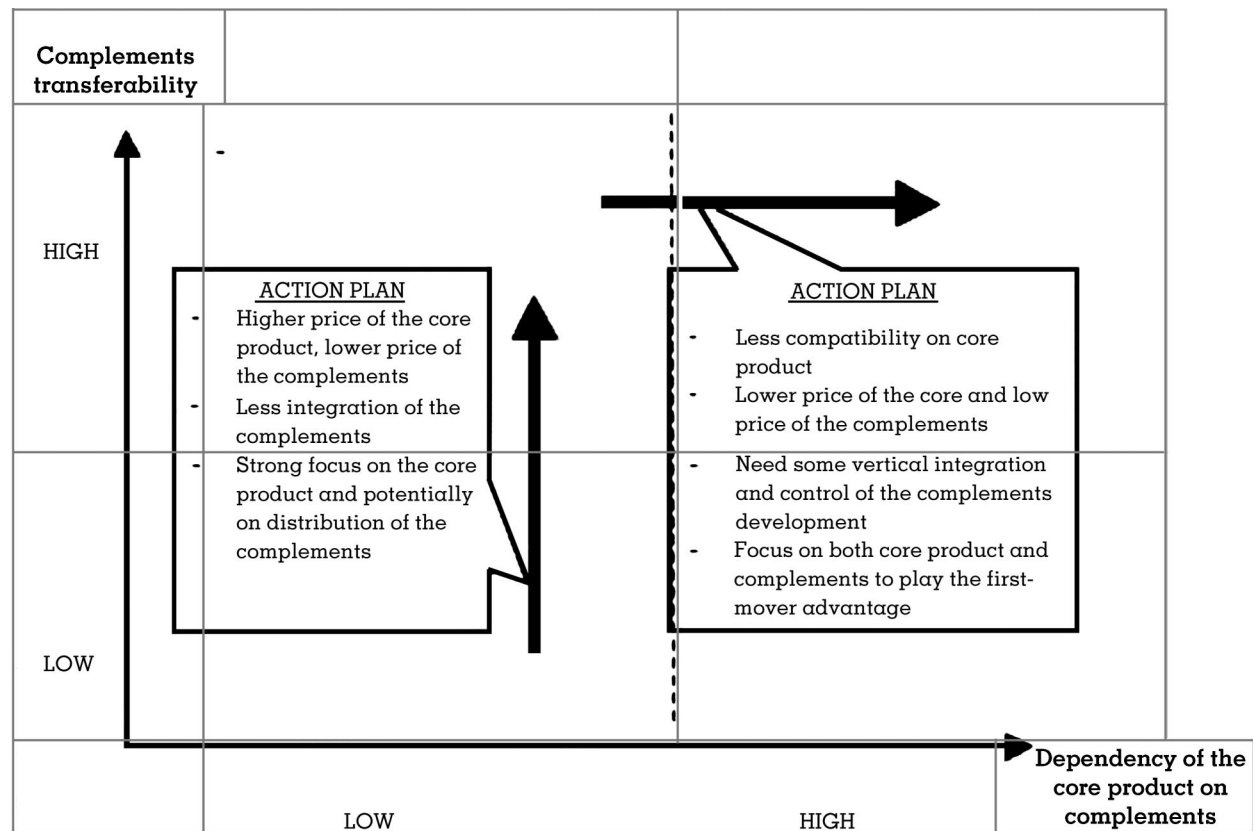 Complements
transferability
-
HIGH
ACTION PLAN
- Higher price of the core
product, lower price of
the complements
- Less integration of the
complements
- Strong focus on the core
product and potentially
on distribution of the
complements
ACTION PLAN
- Less compatibility on core
product
- Lower price of the core and low
price of the complements
- Need some vertical integration
and control of the complements
development
- Focus on both core product and
complements to play the first-
mover advantage
LOW
Dependency of the
core product on
complements
LOW
HIGH